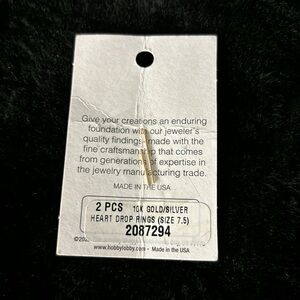 Give your creations an enduring
foundation with our jeweler's
quality findings made with the
fine craftsmanship that comes
from generations of expertise in
the jewelry manufacturing trade.
MADE IN THE USA
2 PCS 10K GOLD/SILVER
HEART DROP RINGS (SIZE 7.5)
2087294
www.hobbylobby.com - Made in the USA